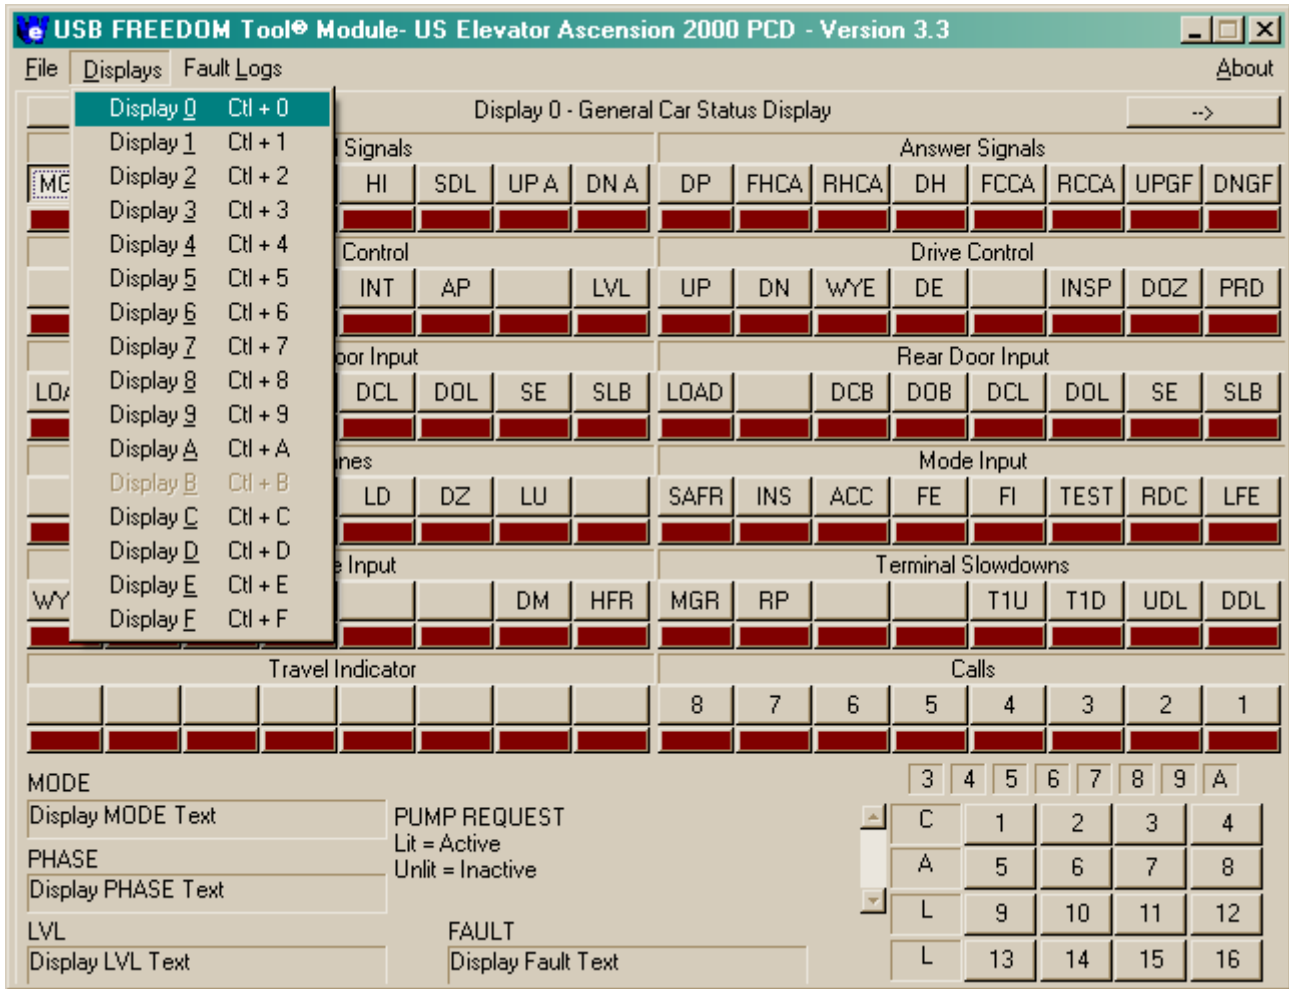 USB FREEDOM Tool® Module- US Elevator Ascension 2000 PCD - Version 3.3
File Displays Fault Logs About
Display 0 - General Car Status Display -->
Display 0 Ctl + 0
Display 1 Ctl + 1
Display 2 Ctl + 2
Display 3 Ctl + 3
Display 4 Ctl + 4
Display 5 Ctl + 5
Display 6 Ctl + 6
Display 7 Ctl + 7
Display 8 Ctl + 8
Display 9 Ctl + 9
Display A Ctl + A
Display B Ctl + B
Display C Ctl + C
Display D Ctl + D
Display E Ctl + E
Display F Ctl + F
Signals Answer Signals
HI SDL UP A DN A DP FHCA RHCA DH FCCA RCCA UPGF DNGF
Control Drive Control
INT AP LVL UP DN WYE DE INSP DOZ PRD
Input Rear Door Input
DCL DOL SE SLB LOAD DCB DOB DCL DOL SE SLB
Mode Input
LD DZ LU SAFR INS ACC FE FI TEST RDC LFE
Input Terminal Slowdowns
DM HFR MGR RP T1U T1D UDL DDL
Travel Indicator Calls
8 7 6 5 4 3 2 1
MODE 3 4 5 6 7 8 9 A
Display MODE Text PUMP REQUEST C 1 2 3 4
Lit = Active
PHASE Unlit = Inactive A 5 6 7 8
Display PHASE Text
LVL FAULT L 9 10 11 12
Display LVL Text Display Fault Text L 13 14 15 16